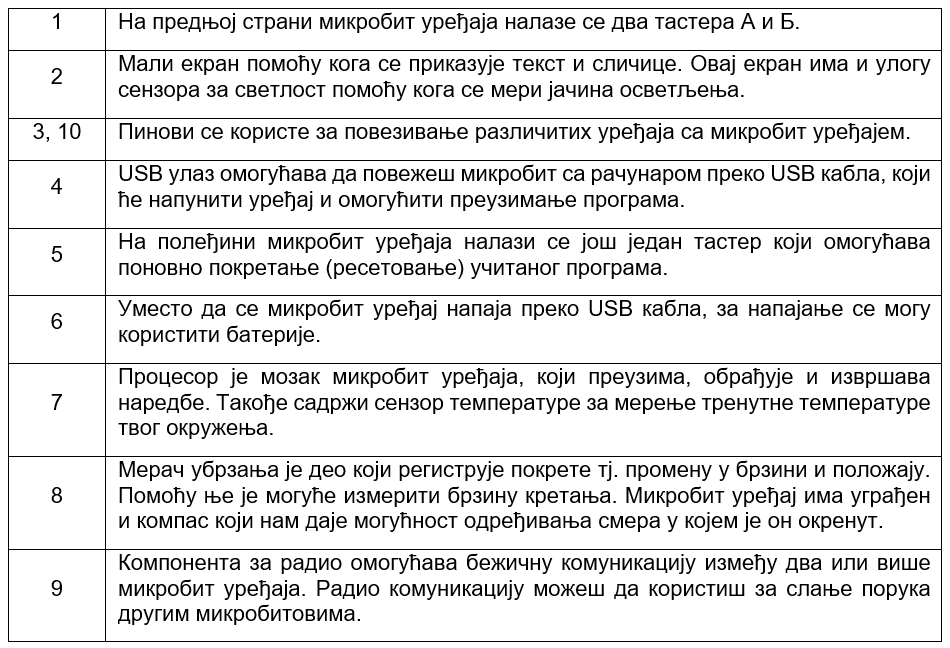 1
На предњој страни микробит уређаја налазе се два тастера А и Б.
2
Мали екран помоћу кога се приказује текст и сличице. Овај екран има и улогу
сензора за светлост помоћу кога се мери јачина осветљења.
3, 10
Пинови се користе за повезивање различитих уређаја са микробит уређајем.
4
USB улаз омогућава да повежеш микробит са рачунаром преко USB кабла, који
ће напунити уређај и омогућити преузимање програма.
5
На полеђини микробит уређаја налази се још један тастер који омогућава
поновно покретање (ресетовање) учитаног програма.
6
Уместо да се микробит уређај напаја преко USB кабла, за напајање се могу
користити батерије.
7
Процесор је мозак микробит уређаја, који преузима, обрађује и извршава
наредбе. Такође садржи сензор температуре за мерење тренутне температуре
твог окружења.
8
Мерач убрзања је део који региструје покрете тј. промену у брзини и положају.
Помоћу ње је могуће измерити брзину кретања. Микробит уређај има уграђен
и компас који нам даје могућност одређивања смера у којем је он окренут.
9
Компонента за радио омогућава бежичну комуникацију између два или више
микробит уређаја. Радио комуникацију можеш да користиш за слање порука
другим микробитовима.